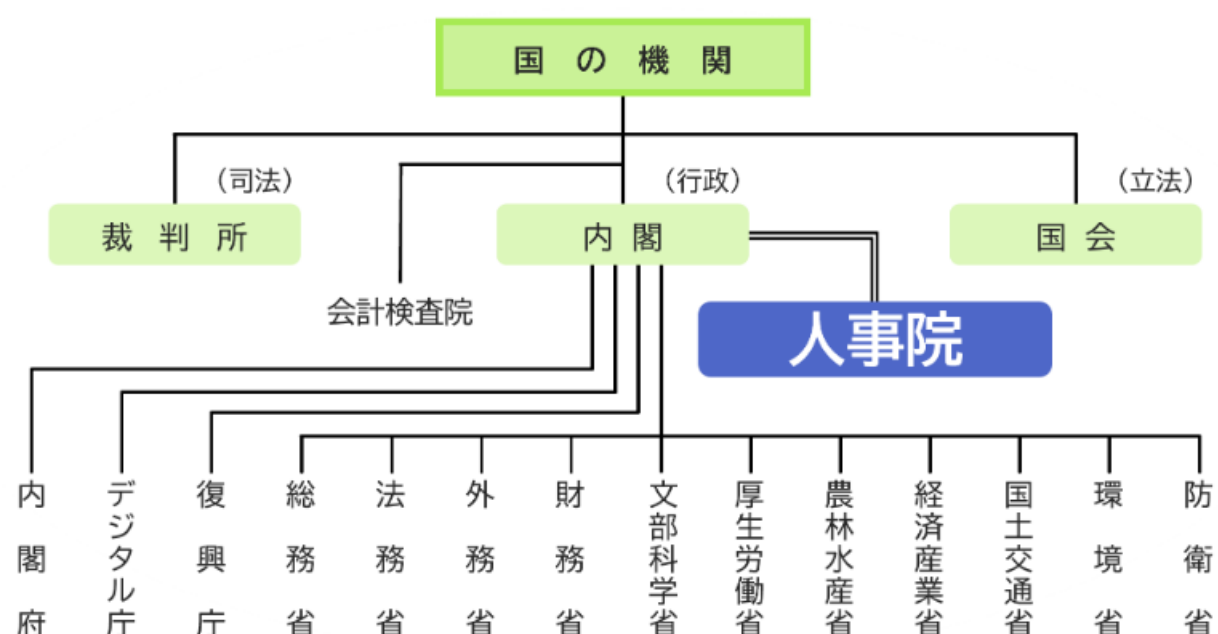 国の機関
（司法）
（行政）
（立法）
裁判所
内閣
国会
会計検査院
人事院
内閣府
デジタル庁
復興庁
総務省
法務省
外務省
財務省
文部科学省
厚生労働省
農林水産省
経済産業省
国土交通省
環境省
防衛省